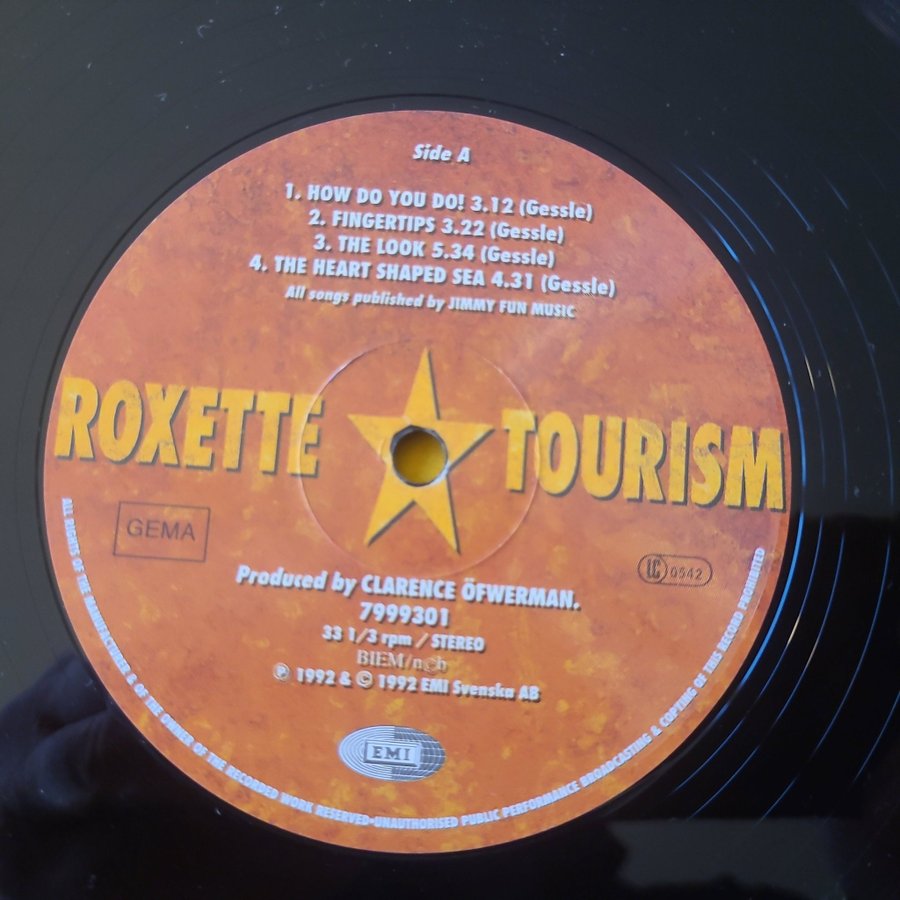 Side A
1. HOW DO YOU DO! 3.12 (Gessle)
2. FINGERTIPS 3.22 (Gessle)
3. THE LOOK 5.34 (Gessle)
4. THE HEART SHAPED SEA 4.31 (Gessle)
All songs published by JIMMY FUN MUSIC
ROXETTE TOURISM
GEMA
LC 0542
Produced by CLARENCE ÖFWERMAN.
7999301
33 1/3 rpm / STEREO
BIEM/ncb
℗ 1992 & © 1992 EMI Svenska AB
EMI
ALL RIGHTS OF THE MANUFACTURER & OF THE OWNER OF THE RECORDED WORK RESERVED-UNAUTHORISED PUBLIC PERFORMANCE BROADCASTING & COPYING OF THIS RECORD PROHIBITED